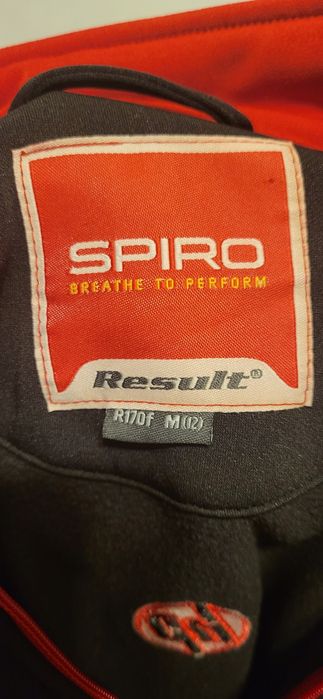 SPIRO
BREATHE TO PERFORM
Result®
R170f M(12)